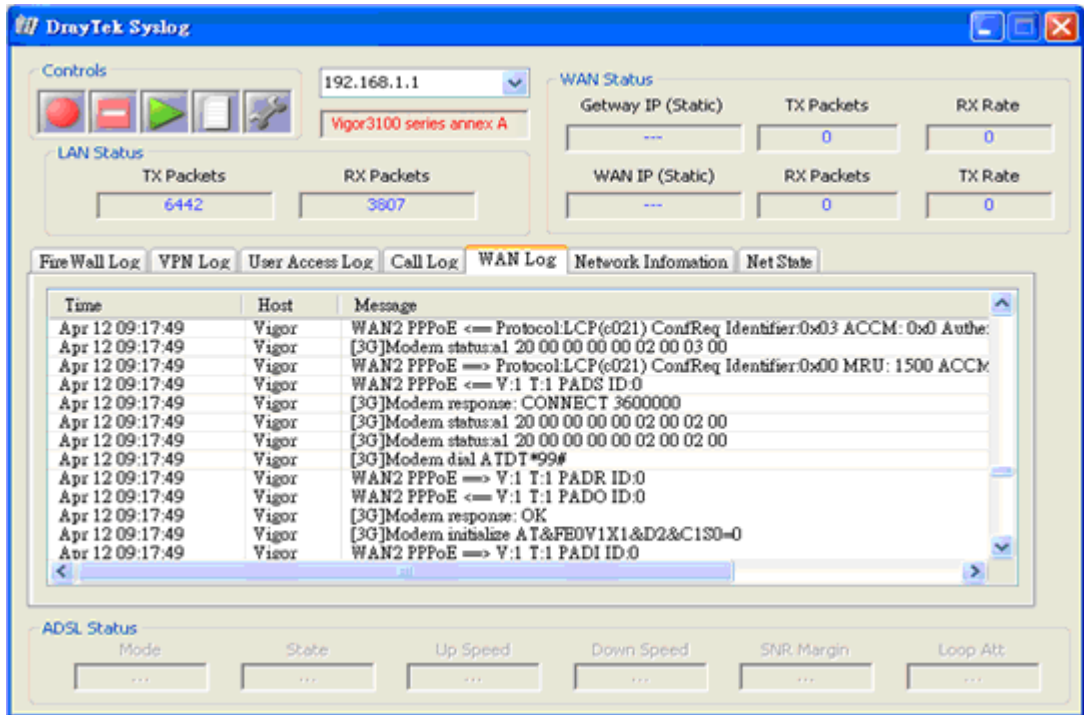 DrayTek Syslog
Controls
192.168.1.1
Vigor3100 series annex A
WAN Status
Getway IP (Static) TX Packets RX Rate
--- 0 0
WAN IP (Static) RX Packets TX Rate
--- 0 0
LAN Status
TX Packets RX Packets
6442 3807
FireWall Log VPN Log User Access Log Call Log WAN Log Network Infomation Net State
Time Host Message
Apr 12 09:17:49 Vigor WAN2 PPPoE <== Protocol:LCP(c021) ConfReq Identifier:0x03 ACCM: 0x0 Authe:
Apr 12 09:17:49 Vigor [3G]Modem status:a1 20 00 00 00 00 02 00 03 00
Apr 12 09:17:49 Vigor WAN2 PPPoE ==> Protocol:LCP(c021) ConfReq Identifier:0x00 MRU: 1500 ACCM
Apr 12 09:17:49 Vigor WAN2 PPPoE <== V:1 T:1 PADS ID:0
Apr 12 09:17:49 Vigor [3G]Modem response: CONNECT 3600000
Apr 12 09:17:49 Vigor [3G]Modem status:a1 20 00 00 00 00 02 00 02 00
Apr 12 09:17:49 Vigor [3G]Modem status:a1 20 00 00 00 00 02 00 02 00
Apr 12 09:17:49 Vigor [3G]Modem dial ATDT*99#
Apr 12 09:17:49 Vigor WAN2 PPPoE ==> V:1 T:1 PADR ID:0
Apr 12 09:17:49 Vigor WAN2 PPPoE <== V:1 T:1 PADO ID:0
Apr 12 09:17:49 Vigor [3G]Modem response: OK
Apr 12 09:17:49 Vigor [3G]Modem initialize AT&FE0V1X1&D2&C1S0=0
Apr 12 09:17:49 Vigor WAN2 PPPoE ==> V:1 T:1 PADI ID:0
ADSL Status
Mode State Up Speed Down Speed SNR Margin Loop Att
... ... ... ... ... ...